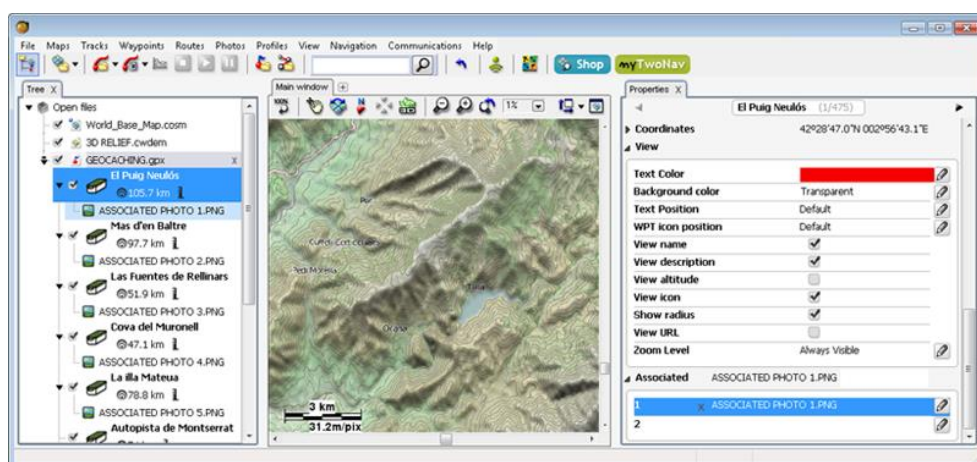 File Maps Tracks Waypoints Routes Photos Profiles View Navigation Communications Help
Shop
myTwoNav
Tree X
Open files
World_Base_Map.cosm
3D RELIEF.cwdem
GEOCACHING.gpx x
El Puig Neulós
105.7 km
ASSOCIATED PHOTO 1.PNG
Mas d'en Baltre
97.7 km
ASSOCIATED PHOTO 2.PNG
Las Fuentes de Rellinars
51.9 km
ASSOCIATED PHOTO 3.PNG
Cova del Muronell
47.1 km
ASSOCIATED PHOTO 4.PNG
La illa Mateua
78.8 km
ASSOCIATED PHOTO 5.PNG
Autopista de Montserrat
Main window
100%
1%
Talla
3 km
31.2m/pix
Properties X
El Puig Neulós (1/475)
Coordinates 42º28'47.0"N 002º56'43.1"E
View
Text Color
Background color Transparent
Text Position Default
WPT icon position Default
View name
View description
View altitude
View icon
Show radius
View URL
Zoom Level Always Visible
Associated ASSOCIATED PHOTO 1.PNG
1 x ASSOCIATED PHOTO 1.PNG
2